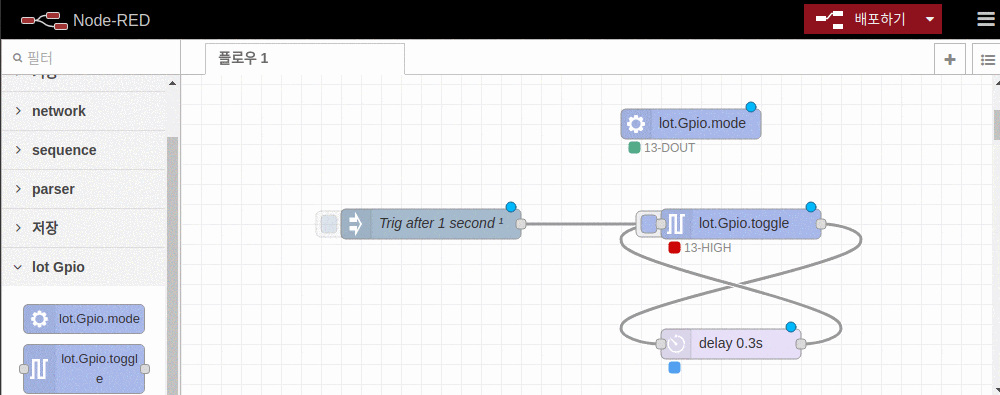 Node-RED
배포하기
필터
플로우 1
network
sequence
parser
저장
lot Gpio
lot.Gpio.mode
lot.Gpio.toggl
e
lot.Gpio.mode
13-DOUT
Trig after 1 second ¹
lot.Gpio.toggle
13-HIGH
delay 0.3s